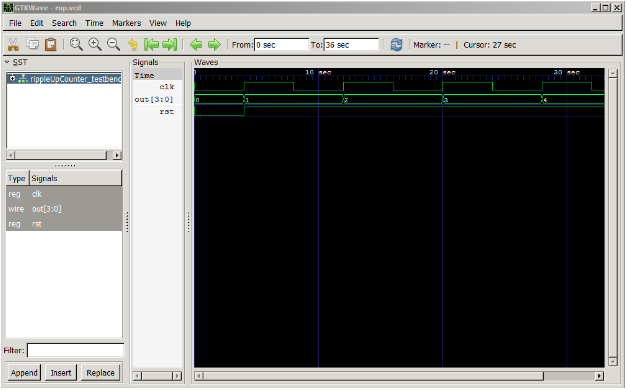 GTKWave - rup.vcd
File Edit Search Time Markers View Help
From: 0 sec To: 36 sec Marker: -- | Cursor: 27 sec
SST
rippleUpCounter_testbenc
Type Signals
reg clk
wire out[3:0]
reg rst
Filter:
Append Insert Replace
Signals
Time
clk
out[3:0]
rst
Waves
10 sec 20 sec 30 sec
0 1 2 3 4